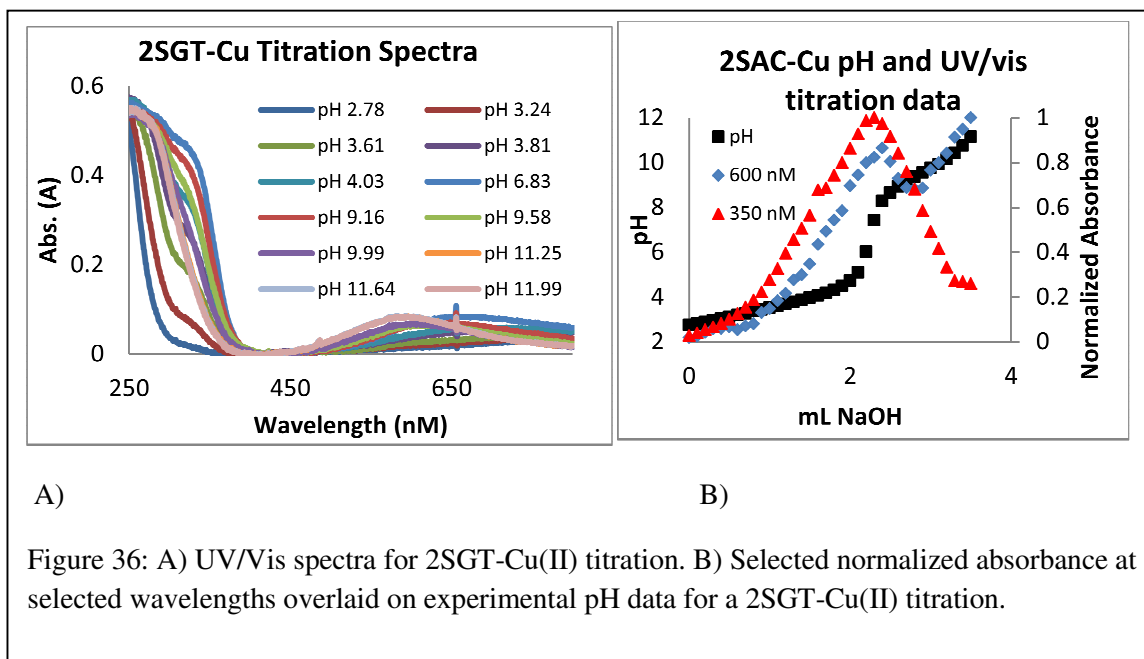 2SGT-Cu Titration Spectra
0.6
0.4
0.2
0
Abs. (A)
pH 2.78
pH 3.24
pH 3.61
pH 3.81
pH 4.03
pH 6.83
pH 9.16
pH 9.58
pH 9.99
pH 11.25
pH 11.64
pH 11.99
250
450
650
Wavelength (nM)
2SAC-Cu pH and UV/vis
titration data
12
10
8
6
4
2
pH
pH
600 nM
350 nM
1
0.8
0.6
0.4
0.2
0
Normalized Absorbance
0
2
4
mL NaOH
A)
B)
Figure 36: A) UV/Vis spectra for 2SGT-Cu(II) titration. B) Selected normalized absorbance at
selected wavelengths overlaid on experimental pH data for a 2SGT-Cu(II) titration.